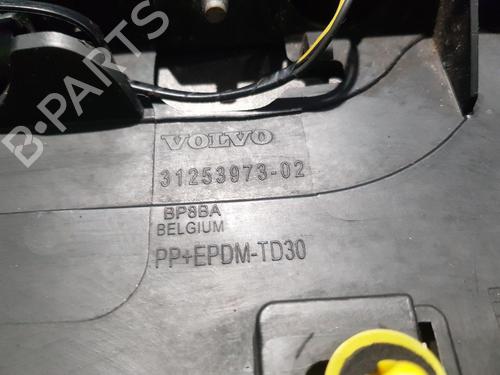 B-PARTS
VOLVO
31253973-02
BP8BA
BELGIUM
PP+EPDM-TD30